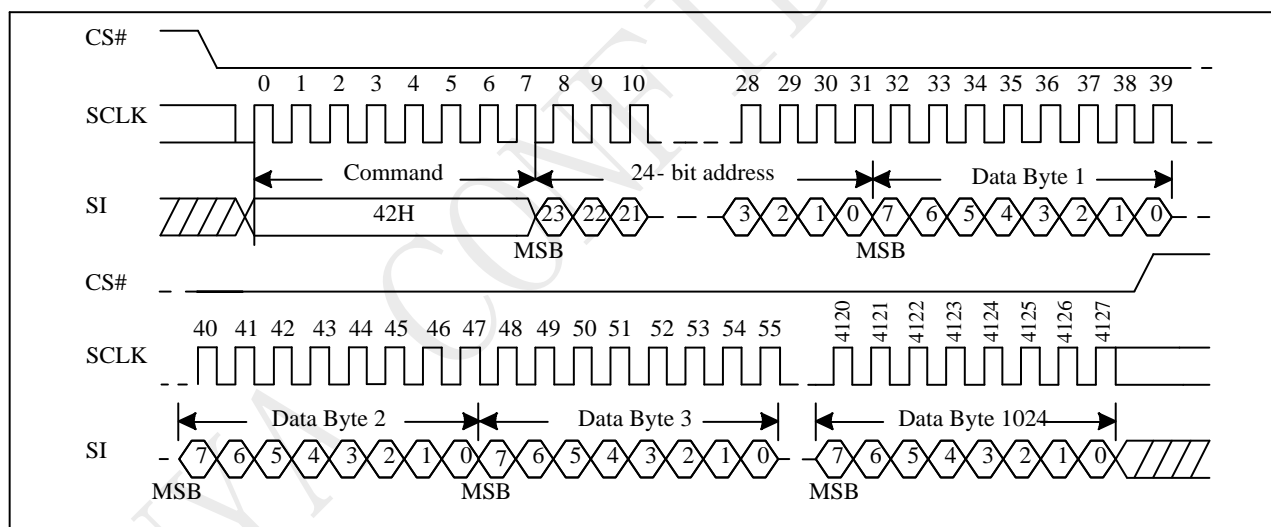 CS#
0 1 2 3 4 5 6 7 8 9 10 28 29 30 31 32 33 34 35 36 37 38 39
SCLK
Command 24- bit address Data Byte 1
SI 42H 23 22 21 3 2 1 0 7 6 5 4 3 2 1 0
MSB MSB
CS#
40 41 42 43 44 45 46 47 48 49 50 51 52 53 54 55 4120 4121 4122 4123 4124 4125 4126 4127
SCLK
Data Byte 2 Data Byte 3 Data Byte 1024
SI 7 6 5 4 3 2 1 0 7 6 5 4 3 2 1 0 7 6 5 4 3 2 1 0
MSB MSB MSB